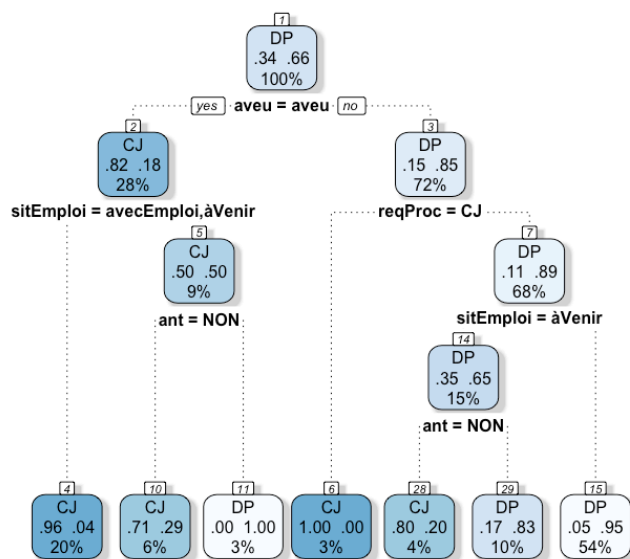 1
DP
.34 .66
100%
yes aveu = aveu no
2
CJ
.82 .18
28%
3
DP
.15 .85
72%
sitEmploi = avecEmploi,àVenir
reqProc = CJ
5
CJ
.50 .50
9%
7
DP
.11 .89
68%
ant = NON
sitEmploi = àVenir
14
DP
.35 .65
15%
ant = NON
4
CJ
.96 .04
20%
10
CJ
.71 .29
6%
11
DP
.00 1.00
3%
6
CJ
1.00 .00
3%
28
CJ
.80 .20
4%
29
DP
.17 .83
10%
15
DP
.05 .95
54%